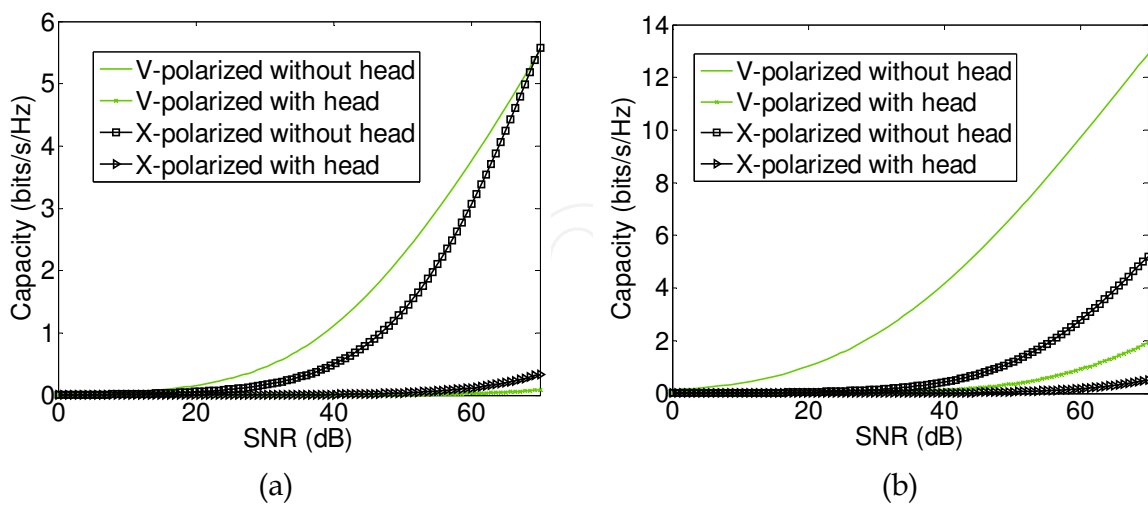 6
5
4
3
2
1
0
Capacity (bits/s/Hz)
V-polarized without head
V-polarized with head
X-polarized without head
X-polarized with head
0 20 40 60
SNR (dB)
(a)
14
12
10
8
6
4
2
0
Capacity (bits/s/Hz)
V-polarized without head
V-polarized with head
X-polarized without head
X-polarized with head
0 20 40 60
SNR (dB)
(b)